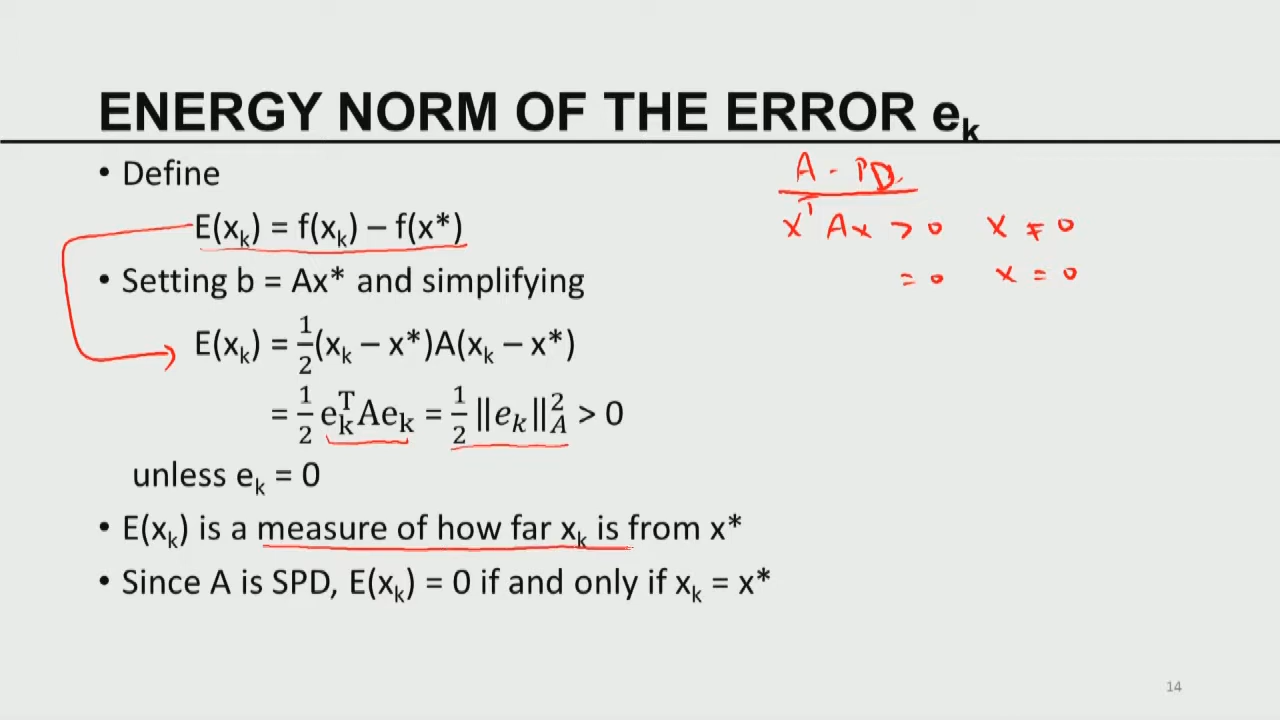 ENERGY NORM OF THE ERROR eₖ
• Define
E(xₖ) = f(xₖ) – f(x*)
• Setting b = Ax* and simplifying
E(xₖ) = 1/2 (xₖ – x*)A(xₖ – x*)
= 1/2 eₖᵀAeₖ = 1/2 ||eₖ||²_A > 0
unless eₖ = 0
• E(xₖ) is a measure of how far xₖ is from x*
• Since A is SPD, E(xₖ) = 0 if and only if xₖ = x*
A - PD.
xᵀ Ax > 0 x ≠ 0
= 0 x = 0
14